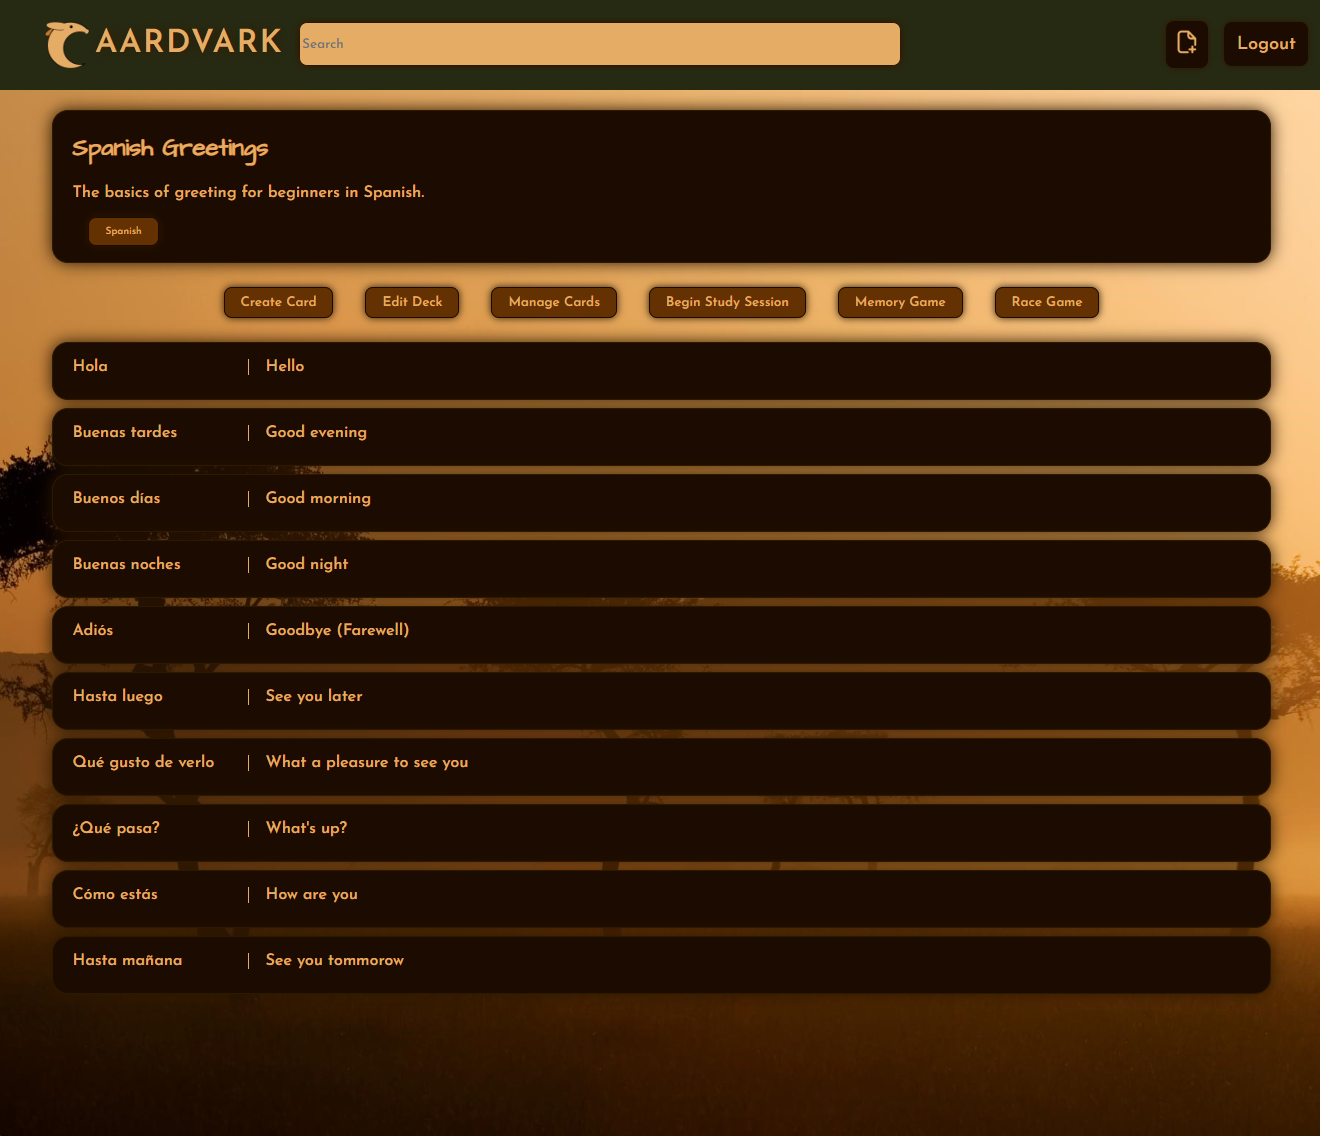 AARDVARK
Search
Logout
Spanish Greetings
The basics of greeting for beginners in Spanish.
Spanish
Create Card
Edit Deck
Manage Cards
Begin Study Session
Memory Game
Race Game
Hola | Hello
Buenas tardes | Good evening
Buenos días | Good morning
Buenas noches | Good night
Adiós | Goodbye (Farewell)
Hasta luego | See you later
Qué gusto de verlo | What a pleasure to see you
¿Qué pasa? | What's up?
Cómo estás | How are you
Hasta mañana | See you tommorow